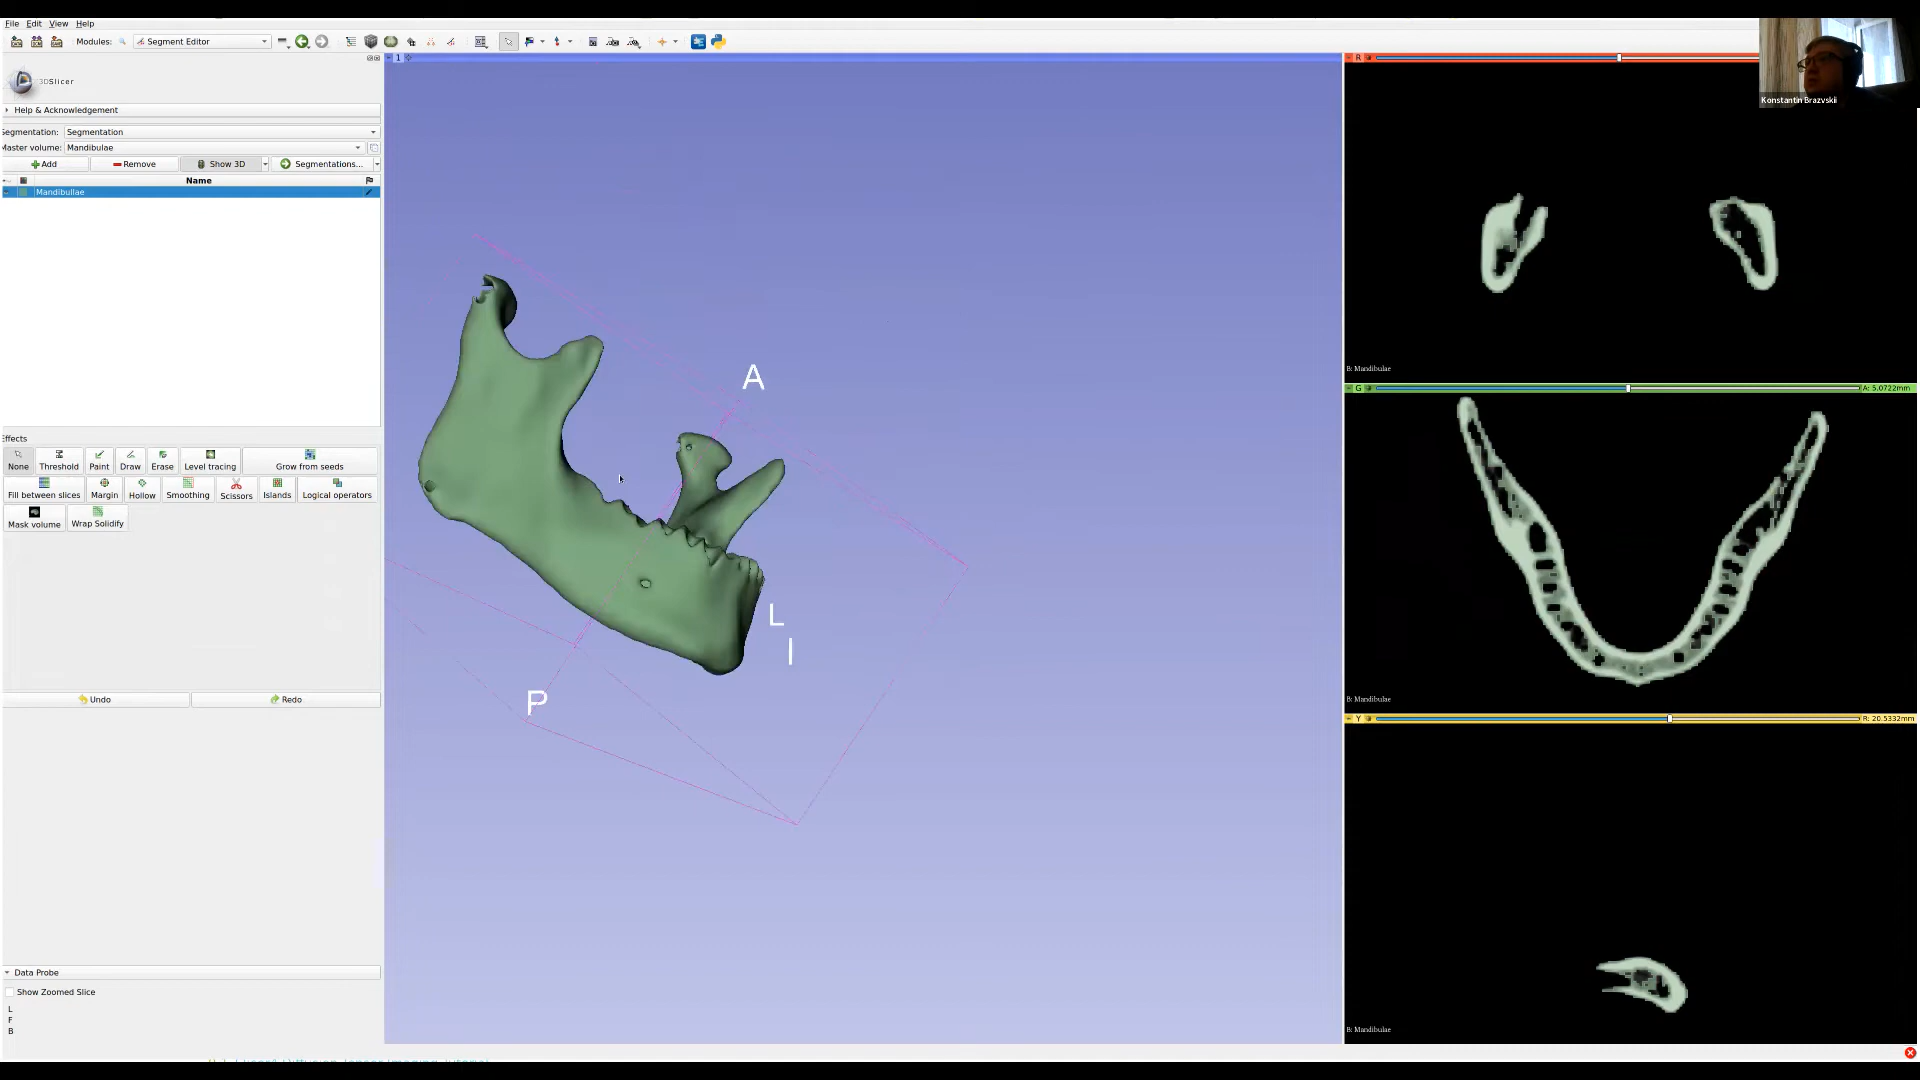 File Edit View Help
Modules: Segment Editor
1
R
Konstantin Brazvskii
3DSlicer
Help & Acknowledgement
Segmentation: Segmentation
Master volume: Mandibulae
Add Remove Show 3D Segmentations...
Name
Mandibullae
A
L
I
P
B: Mandibulae
G A: 5.0722mm
B: Mandibulae
Y R: 20.5332mm
B: Mandibulae
Effects
None Threshold Paint Draw Erase Level tracing Grow from seeds
Fill between slices Margin Hollow Smoothing Scissors Islands Logical operators
Mask volume Wrap Solidify
Undo Redo
Data Probe
Show Zoomed Slice
L
F
B